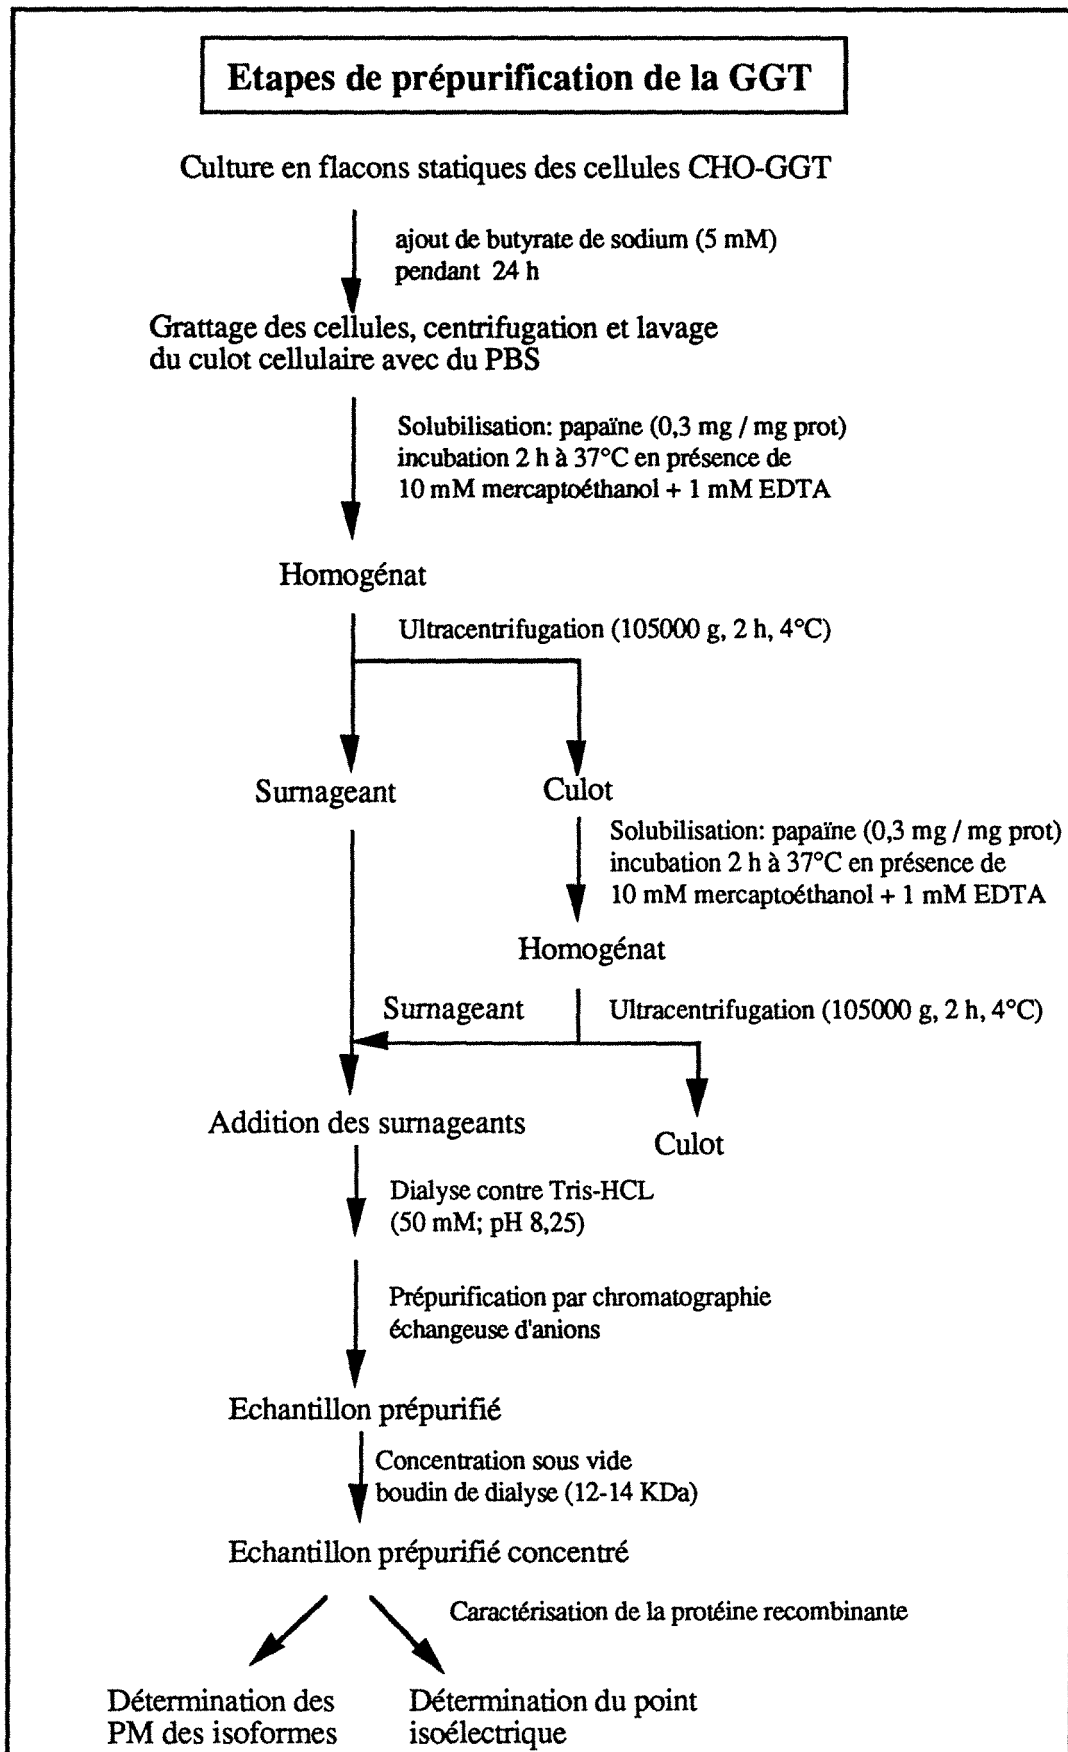 Etapes de prépurification de la GGT
Culture en flacons statiques des cellules CHO-GGT
ajout de butyrate de sodium (5 mM)
pendant 24 h
Grattage des cellules, centrifugation et lavage
du culot cellulaire avec du PBS
Solubilisation: papaïne (0,3 mg / mg prot)
incubation 2 h à 37°C en présence de
10 mM mercaptoéthanol + 1 mM EDTA
Homogénat
Ultracentrifugation (105000 g, 2 h, 4°C)
Surnageant
Culot
Solubilisation: papaïne (0,3 mg / mg prot)
incubation 2 h à 37°C en présence de
10 mM mercaptoéthanol + 1 mM EDTA
Homogénat
Surnageant
Ultracentrifugation (105000 g, 2 h, 4°C)
Addition des surnageants
Culot
Dialyse contre Tris-HCL
(50 mM; pH 8,25)
Prépurification par chromatographie
échangeuse d'anions
Echantillon prépurifié
Concentration sous vide
boudin de dialyse (12-14 KDa)
Echantillon prépurifié concentré
Caractérisation de la protéine recombinante
Détermination des
PM des isoformes
Détermination du point
isoélectrique